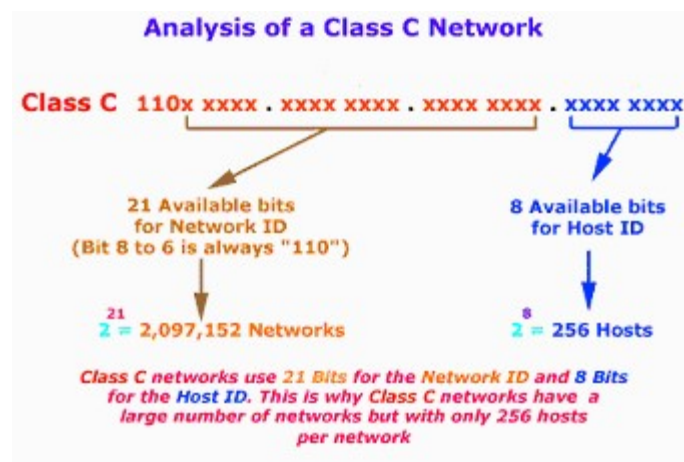 Analysis of a Class C Network
Class C 110x xxxx . xxxx xxxx . xxxx xxxx . xxxx xxxx
21 Available bits
for Network ID
(Bit 8 to 6 is always "110")
8 Available bits
for Host ID
21
2 = 2,097,152 Networks
8
2 = 256 Hosts
Class C networks use 21 Bits for the Network ID and 8 Bits
for the Host ID. This is why Class C networks have a
large number of networks but with only 256 hosts
per network